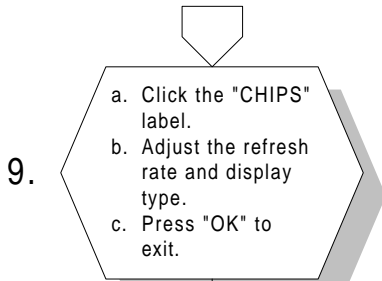 9.
a. Click the "CHIPS"
label.
b. Adjust the refresh
rate and display
type.
c. Press "OK" to
exit.